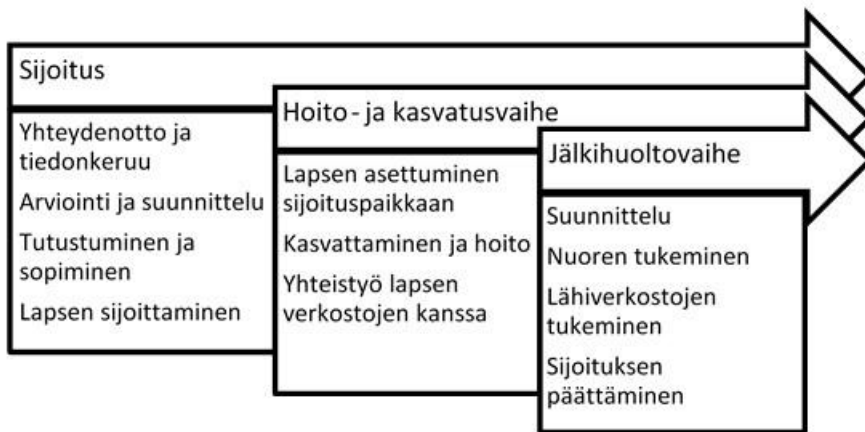 Sijoitus
Yhteydenotto ja
tiedonkeruu
Arviointi ja suunnittelu
Tutustuminen ja
sopiminen
Lapsen sijoittaminen
Hoito - ja kasvatusvaihe
Lapsen asettuminen
sijoituspaikkaan
Kasvattaminen ja hoito
Yhteistyö lapsen
verkostojen kanssa
Jälkihuoltovaihe
Suunnittelu
Nuoren tukeminen
Lähiverkostojen
tukeminen
Sijoituksen
päättäminen